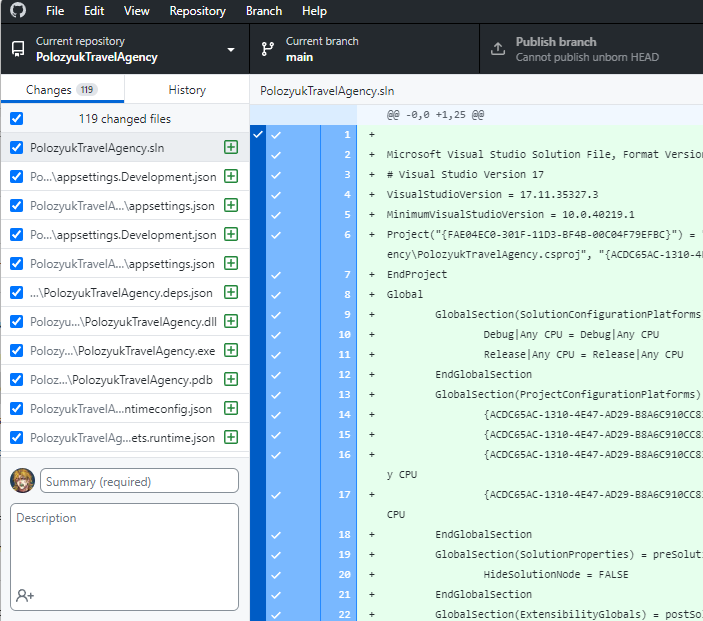 File Edit View Repository Branch Help
Current repository
PolozyukTravelAgency
Current branch
main
Publish branch
Cannot publish unborn HEAD
Changes 119
History
119 changed files
PolozyukTravelAgency.sln
Po...\appsettings.Development.json
PolozyukTravelA...\appsettings.json
Po...\appsettings.Development.json
PolozyukTravelA...\appsettings.json
...\PolozyukTravelAgency.deps.json
Polozyu...\PolozyukTravelAgency.dll
Polozy...\PolozyukTravelAgency.exe
Poloz...\PolozyukTravelAgency.pdb
PolozyukTravelA...ntimeconfig.json
PolozyukTravelAg...ets.runtime.json
Summary (required)
Description
PolozyukTravelAgency.sln
@@ -0,0 +1,25 @@
1 +
2 + Microsoft Visual Studio Solution File, Format Version
3 + # Visual Studio Version 17
4 + VisualStudioVersion = 17.11.35327.3
5 + MinimumVisualStudioVersion = 10.0.40219.1
6 + Project("{FAE04EC0-301F-11D3-BF4B-00C04F79EFBC}") = "
ency\PolozyukTravelAgency.csproj", "{ACDC65AC-1310-4
7 + EndProject
8 + Global
9 + GlobalSection(SolutionConfigurationPlatforms)
10 + Debug|Any CPU = Debug|Any CPU
11 + Release|Any CPU = Release|Any CPU
12 + EndGlobalSection
13 + GlobalSection(ProjectConfigurationPlatforms)
14 + {ACDC65AC-1310-4E47-AD29-B8A6C910CC8
15 + {ACDC65AC-1310-4E47-AD29-B8A6C910CC8
16 + {ACDC65AC-1310-4E47-AD29-B8A6C910CC8
y CPU
17 + {ACDC65AC-1310-4E47-AD29-B8A6C910CC8
CPU
18 + EndGlobalSection
19 + GlobalSection(SolutionProperties) = preSoluti
20 + HideSolutionNode = FALSE
21 + EndGlobalSection
22 + GlobalSection(ExtensibilityGlobals) = postSo